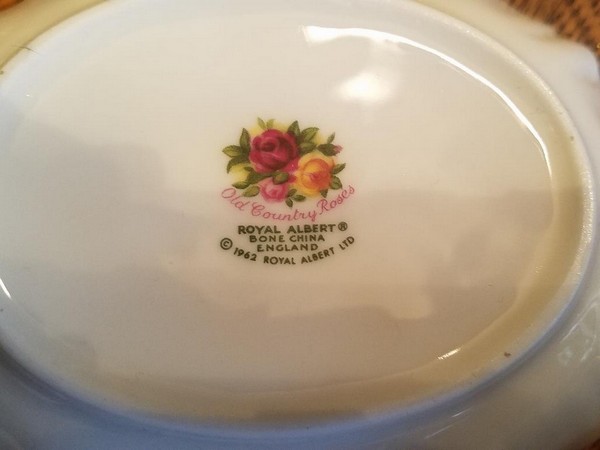 Old Country Roses
ROYAL ALBERT®
BONE CHINA
ENGLAND
© 1962 ROYAL ALBERT LTD